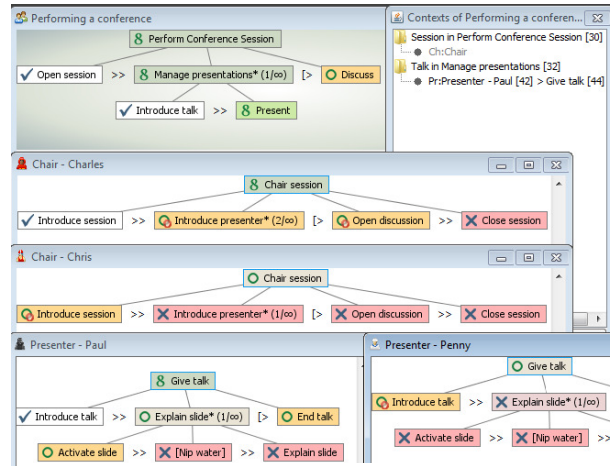 Performing a conference
Perform Conference Session
Open session >> Manage presentations* (1/∞) [> Discuss
Introduce talk >> Present
Contexts of Performing a conferen...
Session in Perform Conference Session [30]
Ch:Chair
Talk in Manage presentations [32]
Pr:Presenter - Paul [42] > Give talk [44]
Chair - Charles
Chair session
Introduce session >> Introduce presenter* (2/∞) [> Open discussion >> Close session
Chair - Chris
Chair session
Introduce session >> Introduce presenter* (1/∞) [> Open discussion >> Close session
Presenter - Paul
Give talk
Introduce talk >> Explain slide* (1/∞) [> End talk
Activate slide >> [Nip water] >> Explain slide
Presenter - Penny
Give talk
Introduce talk >> Explain slide* (1/∞)
Activate slide >> [Nip water] >>